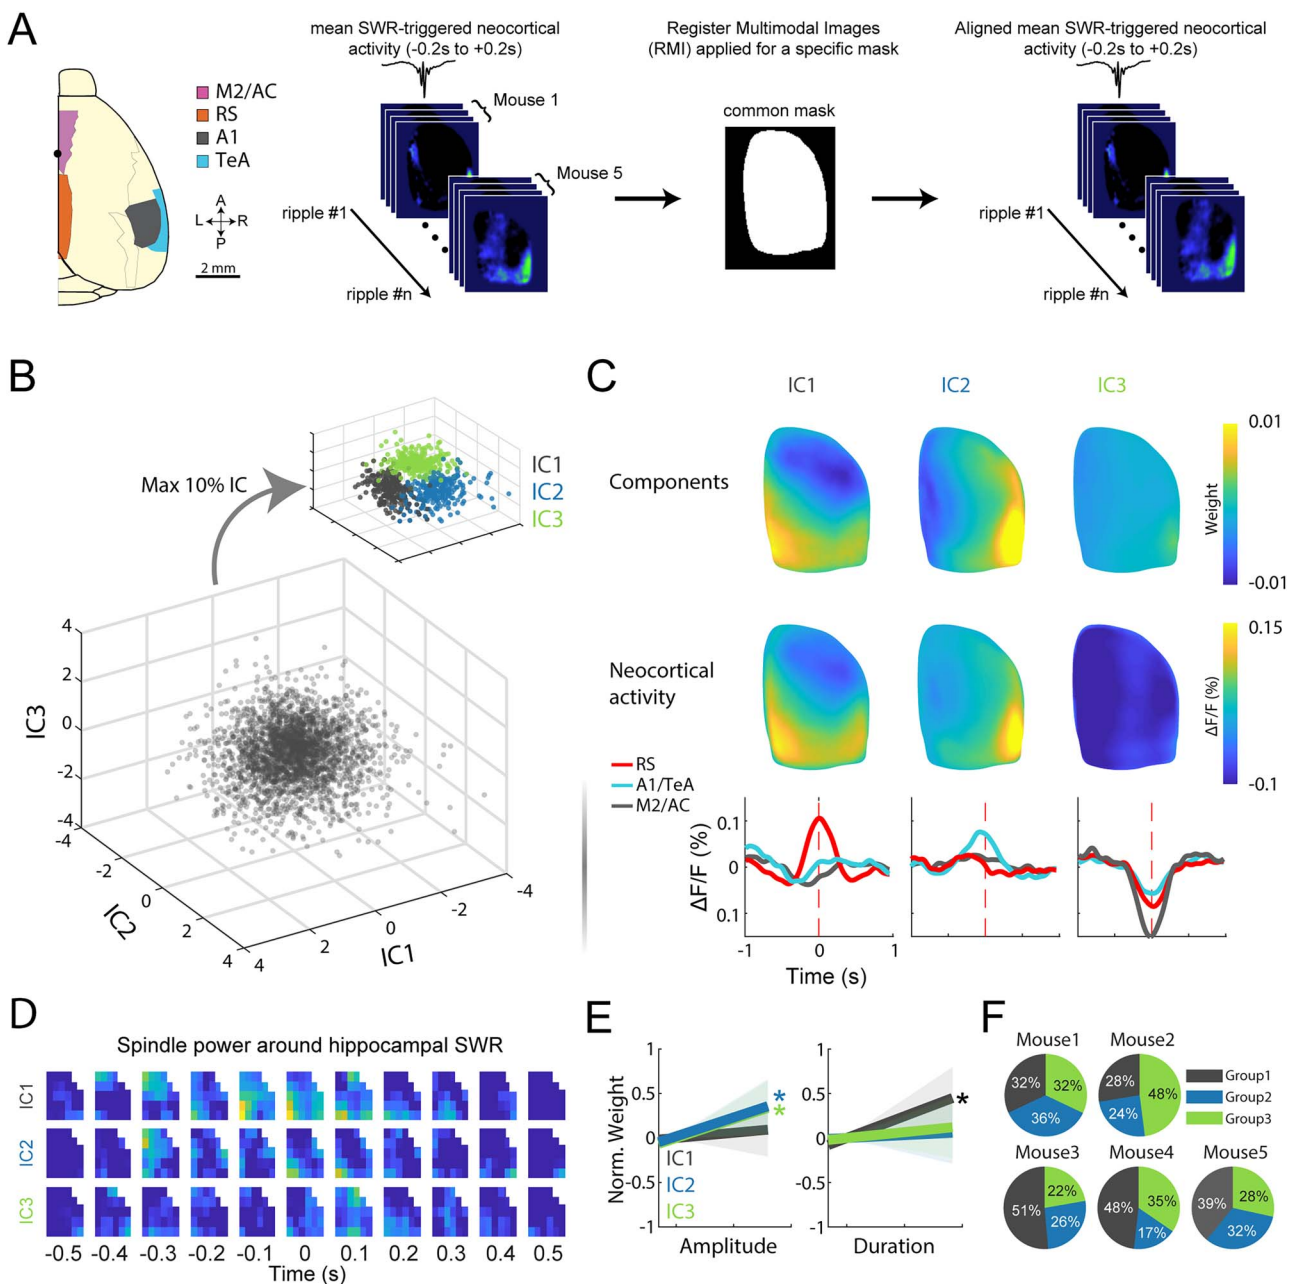 A
mean SWR-triggered neocortical
activity (-0.2s to +0.2s)
Register Multimodal Images
(RMI) applied for a specific mask
Aligned mean SWR-triggered neocortical
activity (-0.2s to +0.2s)
M2/AC
RS
A1
TeA
A
L R
P
2 mm
Mouse 1
Mouse 5
ripple #1
ripple #n
common mask
ripple #1
ripple #n
B
Max 10% IC
IC1
IC2
IC3
4
2
0
-2
-4
IC3
-4
-2
0
2
4
IC2
4
2
0
-2
-4
IC1
C
IC1
IC2
IC3
Components
0.01
Weight
-0.01
Neocortical
activity
0.15
ΔF/F (%)
-0.1
RS
A1/TeA
M2/AC
0.1
0
0.1
ΔF/F (%)
-1 0 1
Time (s)
D
Spindle power around hippocampal SWR
IC1
IC2
IC3
-0.5 -0.4 -0.3 -0.2 -0.1 0 0.1 0.2 0.3 0.4 0.5
Time (s)
E
Norm. Weight
1
0.5
0
-0.5
-1
*
*
IC1
IC2
IC3
Amplitude
1
0.5
0
-0.5
-1
*
Duration
F
Mouse1
32%
32%
36%
Mouse2
28%
48%
24%
Group1
Group2
Group3
Mouse3
51%
22%
26%
Mouse4
48%
35%
17%
Mouse5
39%
28%
32%